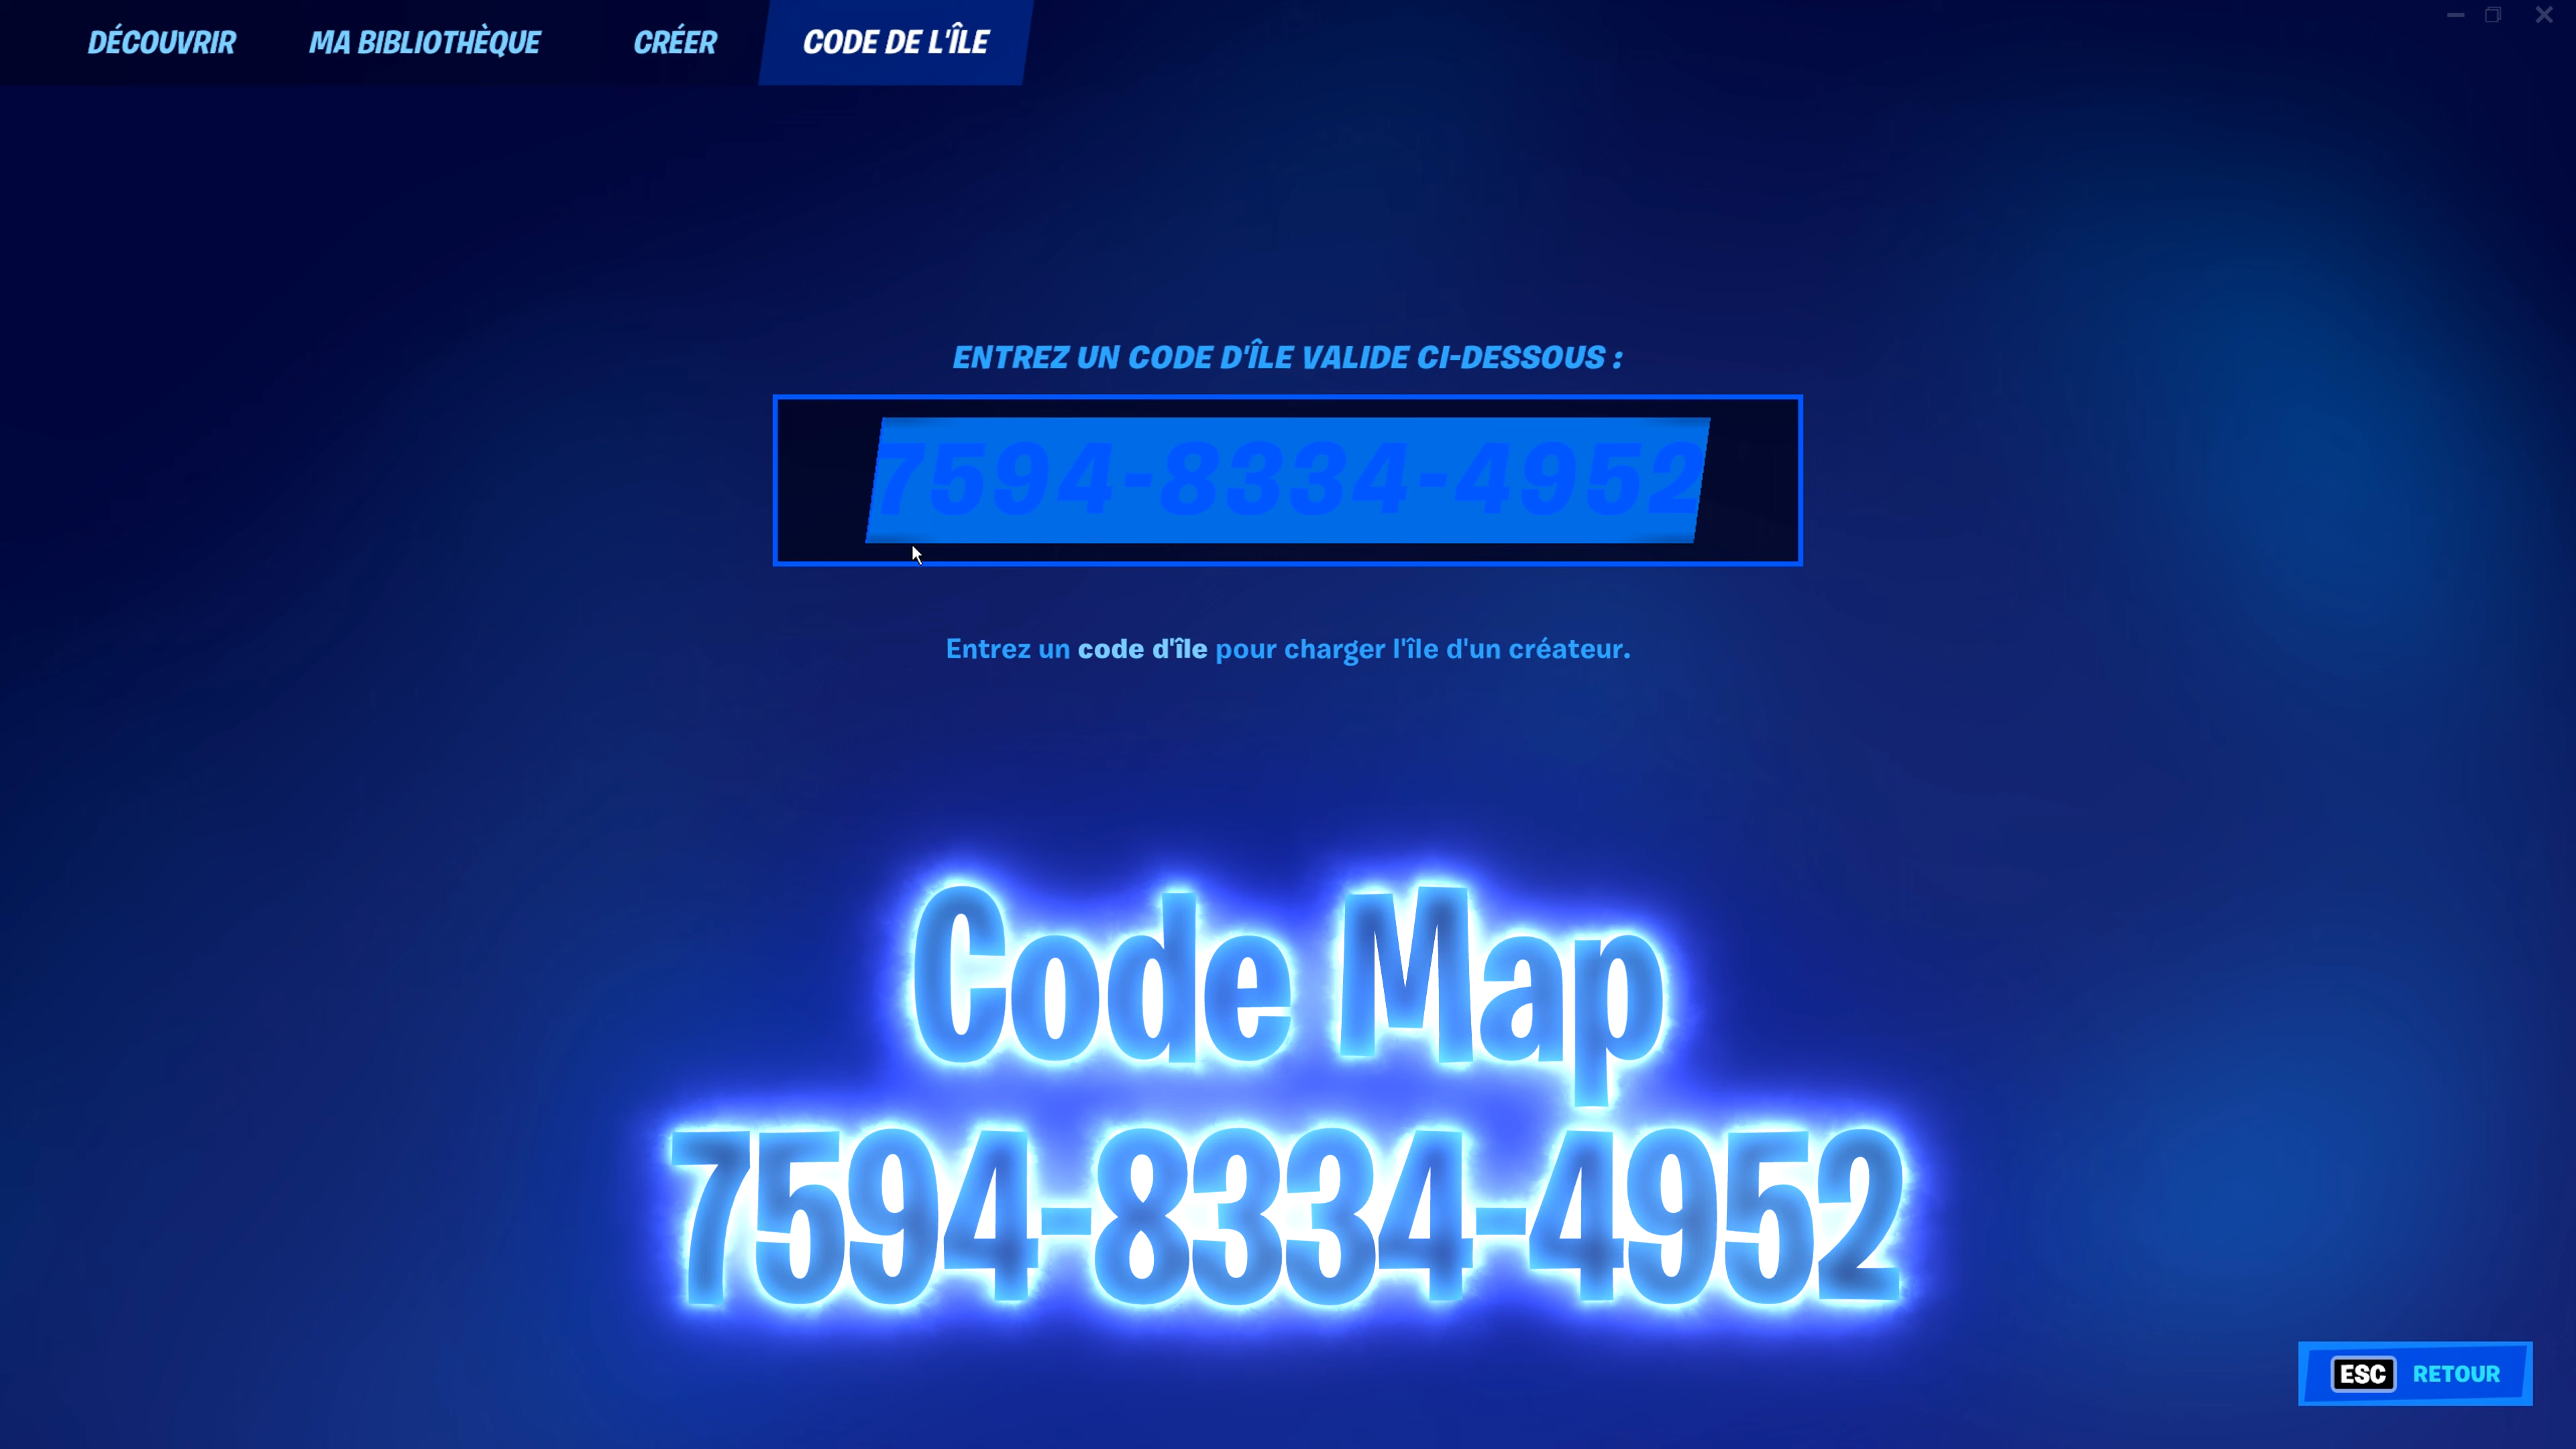 DÉCOUVRIR MA BIBLIOTHÈQUE CRÉER CODE DE L'ÎLE
ENTREZ UN CODE D'ÎLE VALIDE CI-DESSOUS :
7594-8334-4952
Entrez un code d'île pour charger l'île d'un créateur.
Code Map
7594-8334-4952
ESC RETOUR